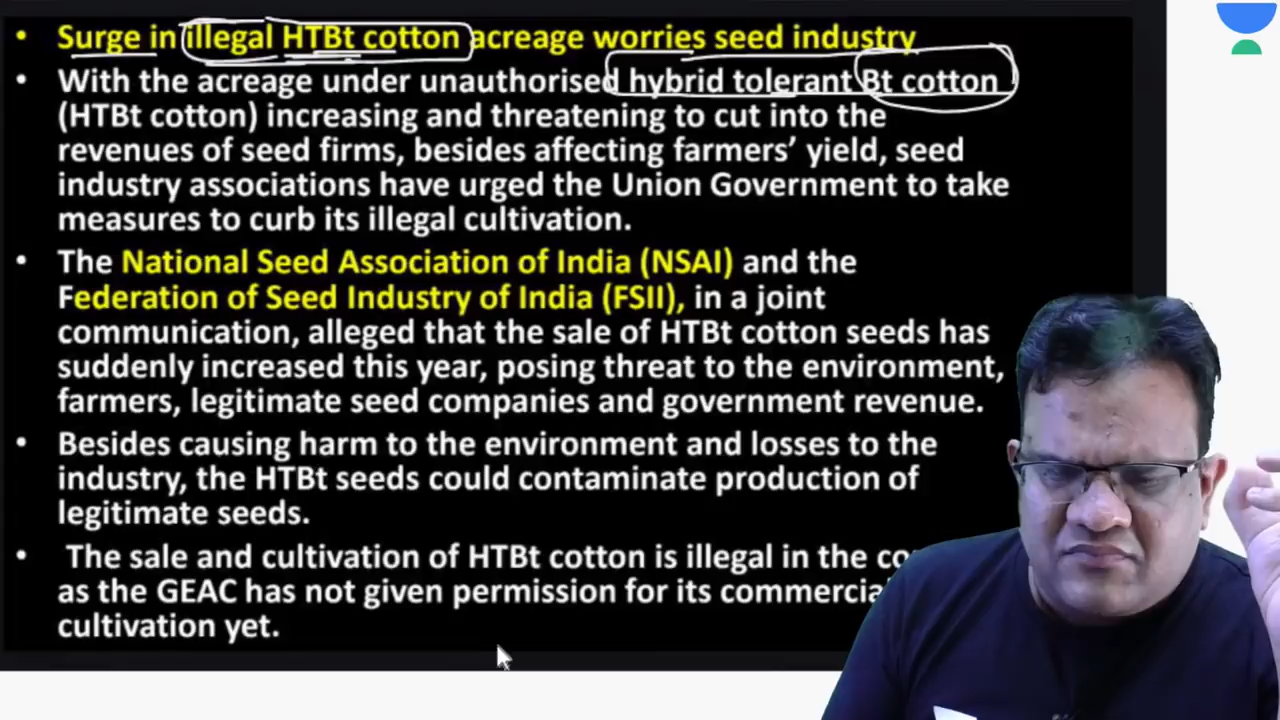 • Surge in illegal HTBt cotton acreage worries seed industry
• With the acreage under unauthorised hybrid tolerant Bt cotton
(HTBt cotton) increasing and threatening to cut into the
revenues of seed firms, besides affecting farmers’ yield, seed
industry associations have urged the Union Government to take
measures to curb its illegal cultivation.
• The National Seed Association of India (NSAI) and the
Federation of Seed Industry of India (FSII), in a joint
communication, alleged that the sale of HTBt cotton seeds has
suddenly increased this year, posing threat to the environment,
farmers, legitimate seed companies and government revenue.
• Besides causing harm to the environment and losses to the
industry, the HTBt seeds could contaminate production of
legitimate seeds.
• The sale and cultivation of HTBt cotton is illegal in the
as the GEAC has not given permission for its
cultivation yet.